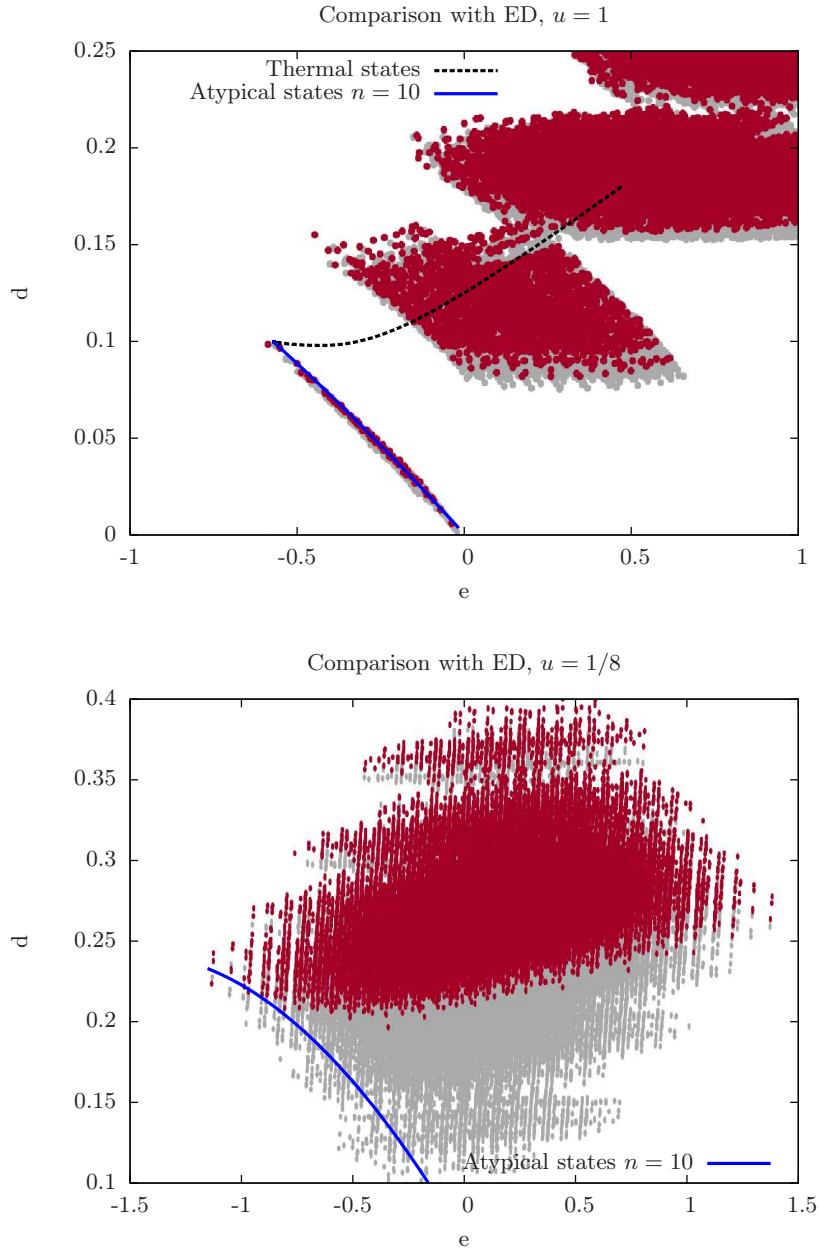 Comparison with ED, u = 1
0.25
Thermal states
Atypical states n = 10
0.2
0.15
d
0.1
0.05
0
-1
-0.5
0
0.5
1
e
Comparison with ED, u = 1/8
0.4
0.35
0.3
d
0.25
0.2
0.15
Atypical states n = 10
0.1
-1.5
-1
-0.5
0
0.5
1
1.5
e